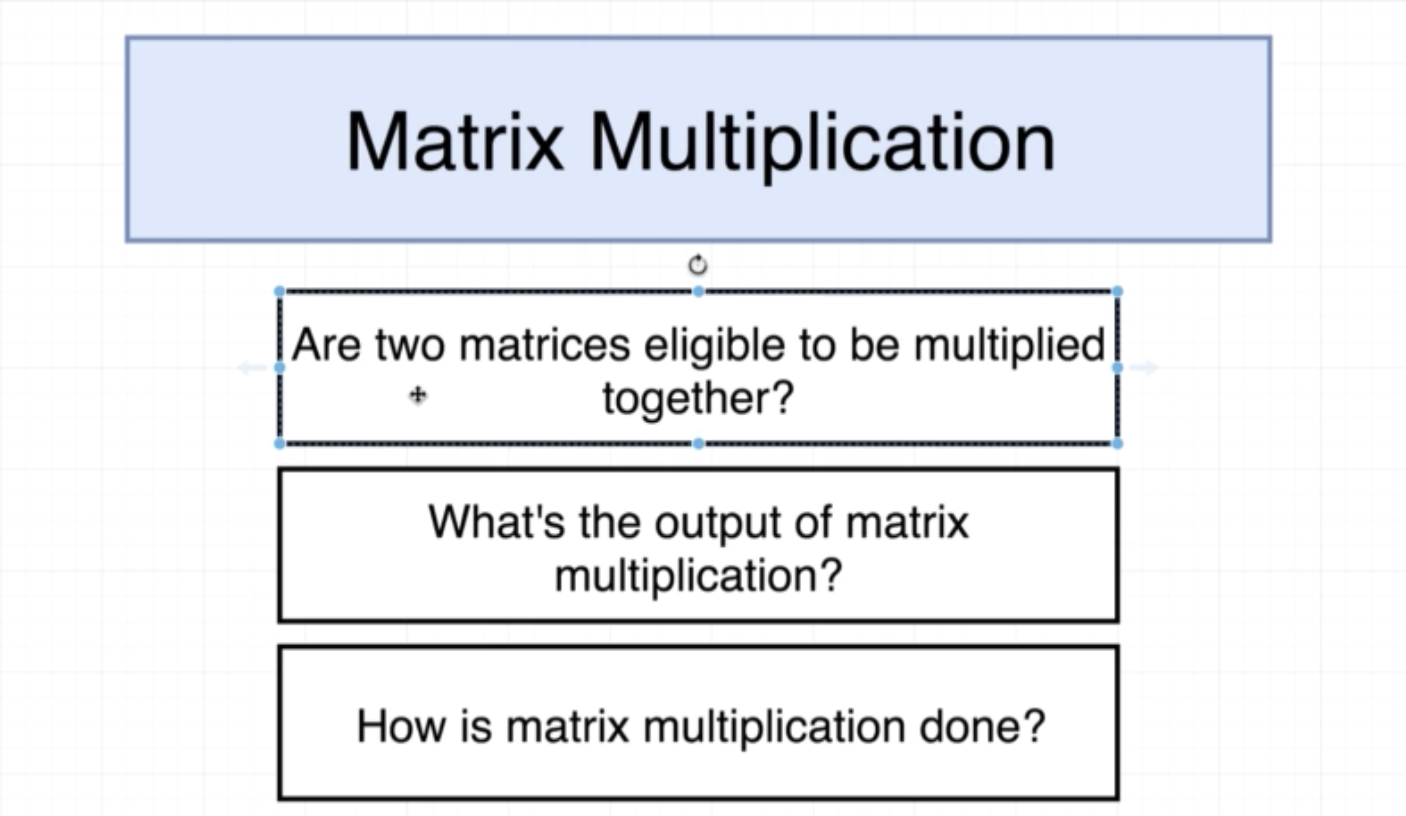 Matrix Multiplication
Are two matrices eligible to be multiplied
together?
What's the output of matrix
multiplication?
How is matrix multiplication done?